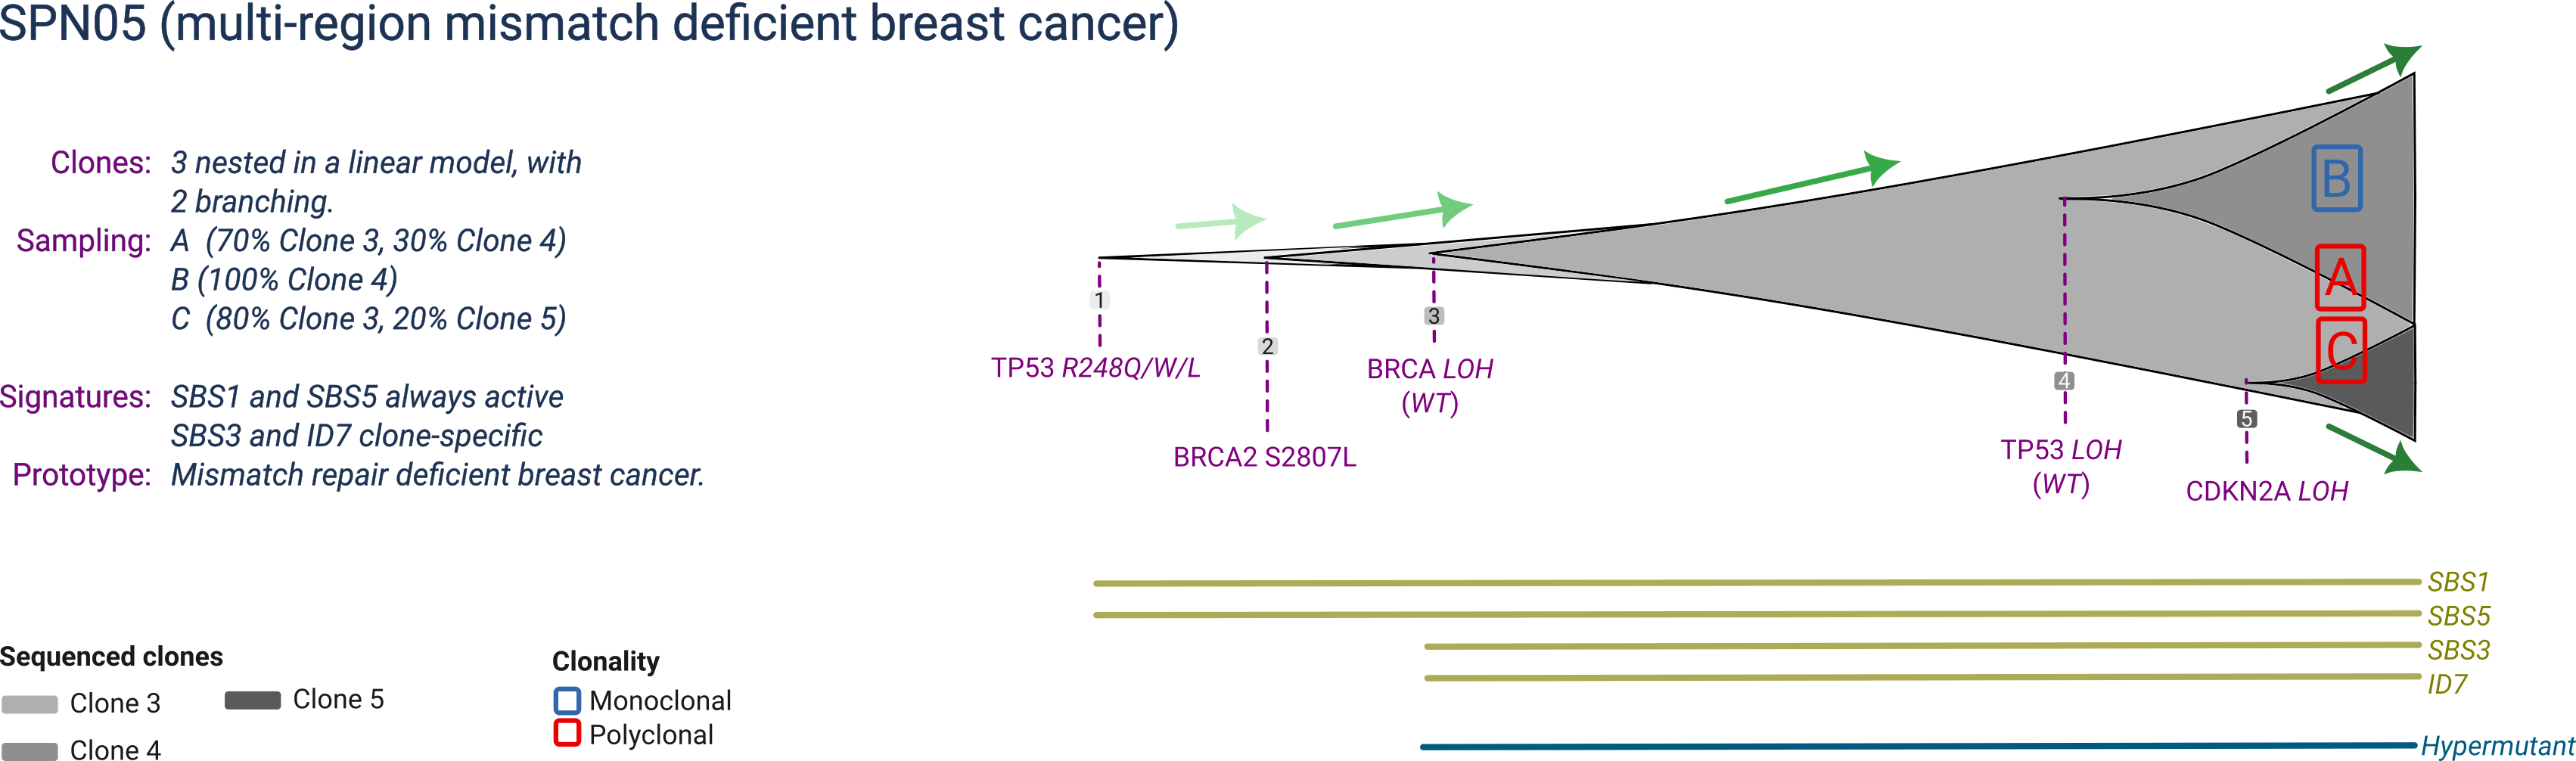 SPN05 (multi-region mismatch deficient breast cancer)
Clones: 3 nested in a linear model, with
2 branching.
Sampling: A (70% Clone 3, 30% Clone 4)
B (100% Clone 4)
C (80% Clone 3, 20% Clone 5)
Signatures: SBS1 and SBS5 always active
SBS3 and ID7 clone-specific
Prototype: Mismatch repair deficient breast cancer.
B
A
C
1
2
3
4
5
TP53 R248Q/W/L
BRCA2 S2807L
BRCA LOH
(WT)
TP53 LOH
(WT)
CDKN2A LOH
SBS1
SBS5
SBS3
ID7
Hypermutant
Sequenced clones
Clone 3
Clone 5
Clone 4
Clonality
Monoclonal
Polyclonal